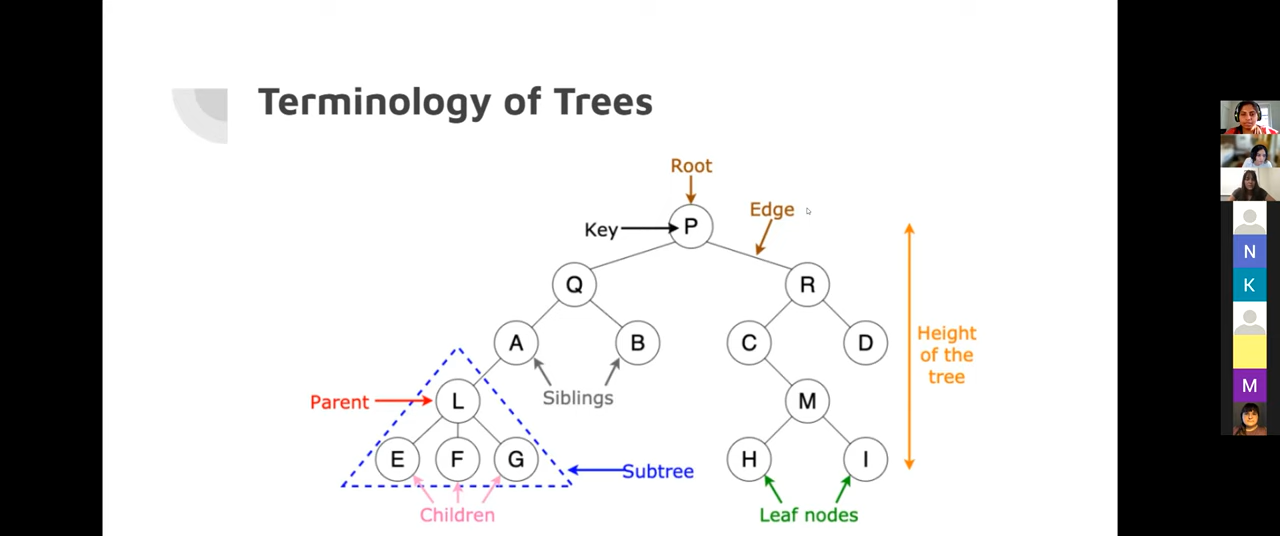 Terminology of Trees
Root
Edge
Key
P
Q
R
A
B
C
D
Height
of the
tree
Siblings
Parent
L
M
E
F
G
H
I
Subtree
Children
Leaf nodes
N
K
M